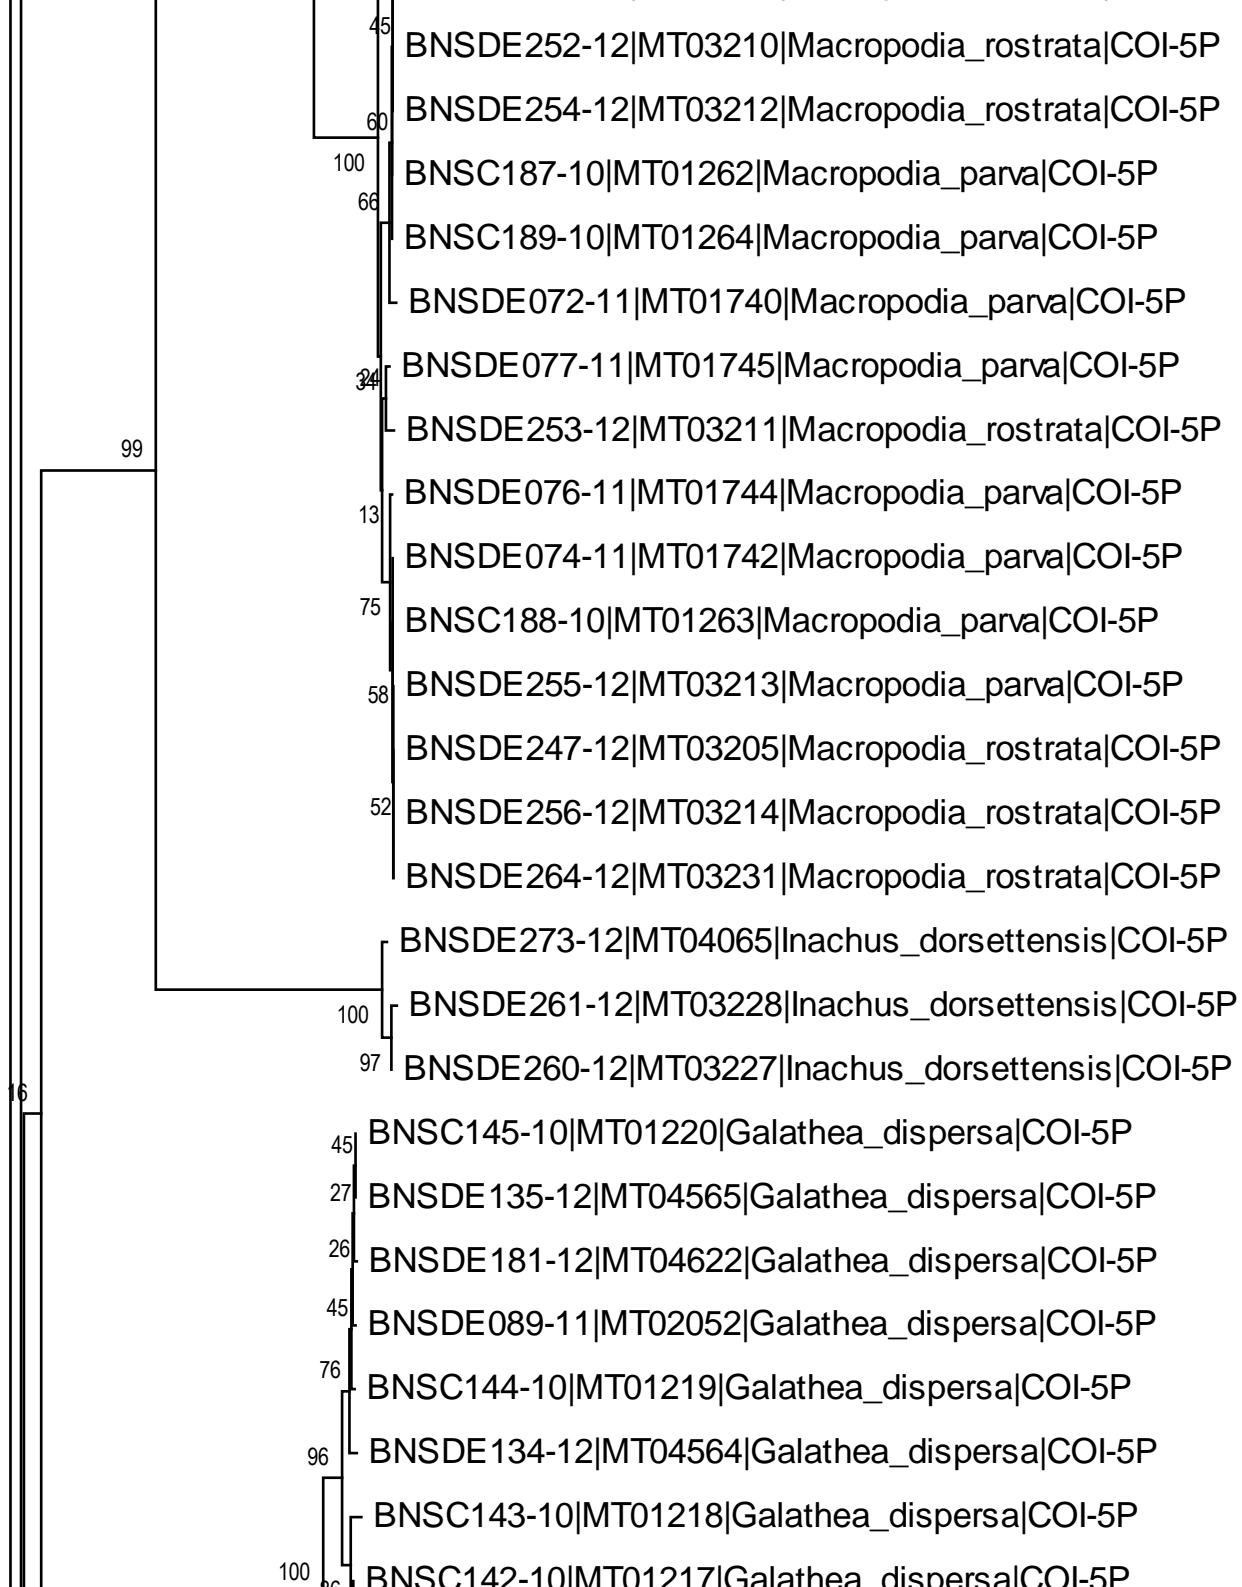 45
BNSDE252-12|MT03210|Macropodia_rostrata|COI-5P
BNSDE254-12|MT03212|Macropodia_rostrata|COI-5P
60
100
BNSC187-10|MT01262|Macropodia_parva|COI-5P
66
BNSC189-10|MT01264|Macropodia_parva|COI-5P
BNSDE072-11|MT01740|Macropodia_parva|COI-5P
BNSDE077-11|MT01745|Macropodia_parva|COI-5P
34
24
BNSDE253-12|MT03211|Macropodia_rostrata|COI-5P
99
BNSDE076-11|MT01744|Macropodia_parva|COI-5P
13
BNSDE074-11|MT01742|Macropodia_parva|COI-5P
75
BNSC188-10|MT01263|Macropodia_parva|COI-5P
BNSDE255-12|MT03213|Macropodia_parva|COI-5P
58
BNSDE247-12|MT03205|Macropodia_rostrata|COI-5P
52
BNSDE256-12|MT03214|Macropodia_rostrata|COI-5P
BNSDE264-12|MT03231|Macropodia_rostrata|COI-5P
BNSDE273-12|MT04065|Inachus_dorsettensis|COI-5P
100
BNSDE261-12|MT03228|Inachus_dorsettensis|COI-5P
97
BNSDE260-12|MT03227|Inachus_dorsettensis|COI-5P
16
BNSC145-10|MT01220|Galathea_dispersa|COI-5P
45
27
BNSDE135-12|MT04565|Galathea_dispersa|COI-5P
26
BNSDE181-12|MT04622|Galathea_dispersa|COI-5P
45
BNSDE089-11|MT02052|Galathea_dispersa|COI-5P
76
BNSC144-10|MT01219|Galathea_dispersa|COI-5P
96
BNSDE134-12|MT04564|Galathea_dispersa|COI-5P
BNSC143-10|MT01218|Galathea_dispersa|COI-5P
100
BNSC142-10|MT01217|Galathea_dispersa|COI-5P